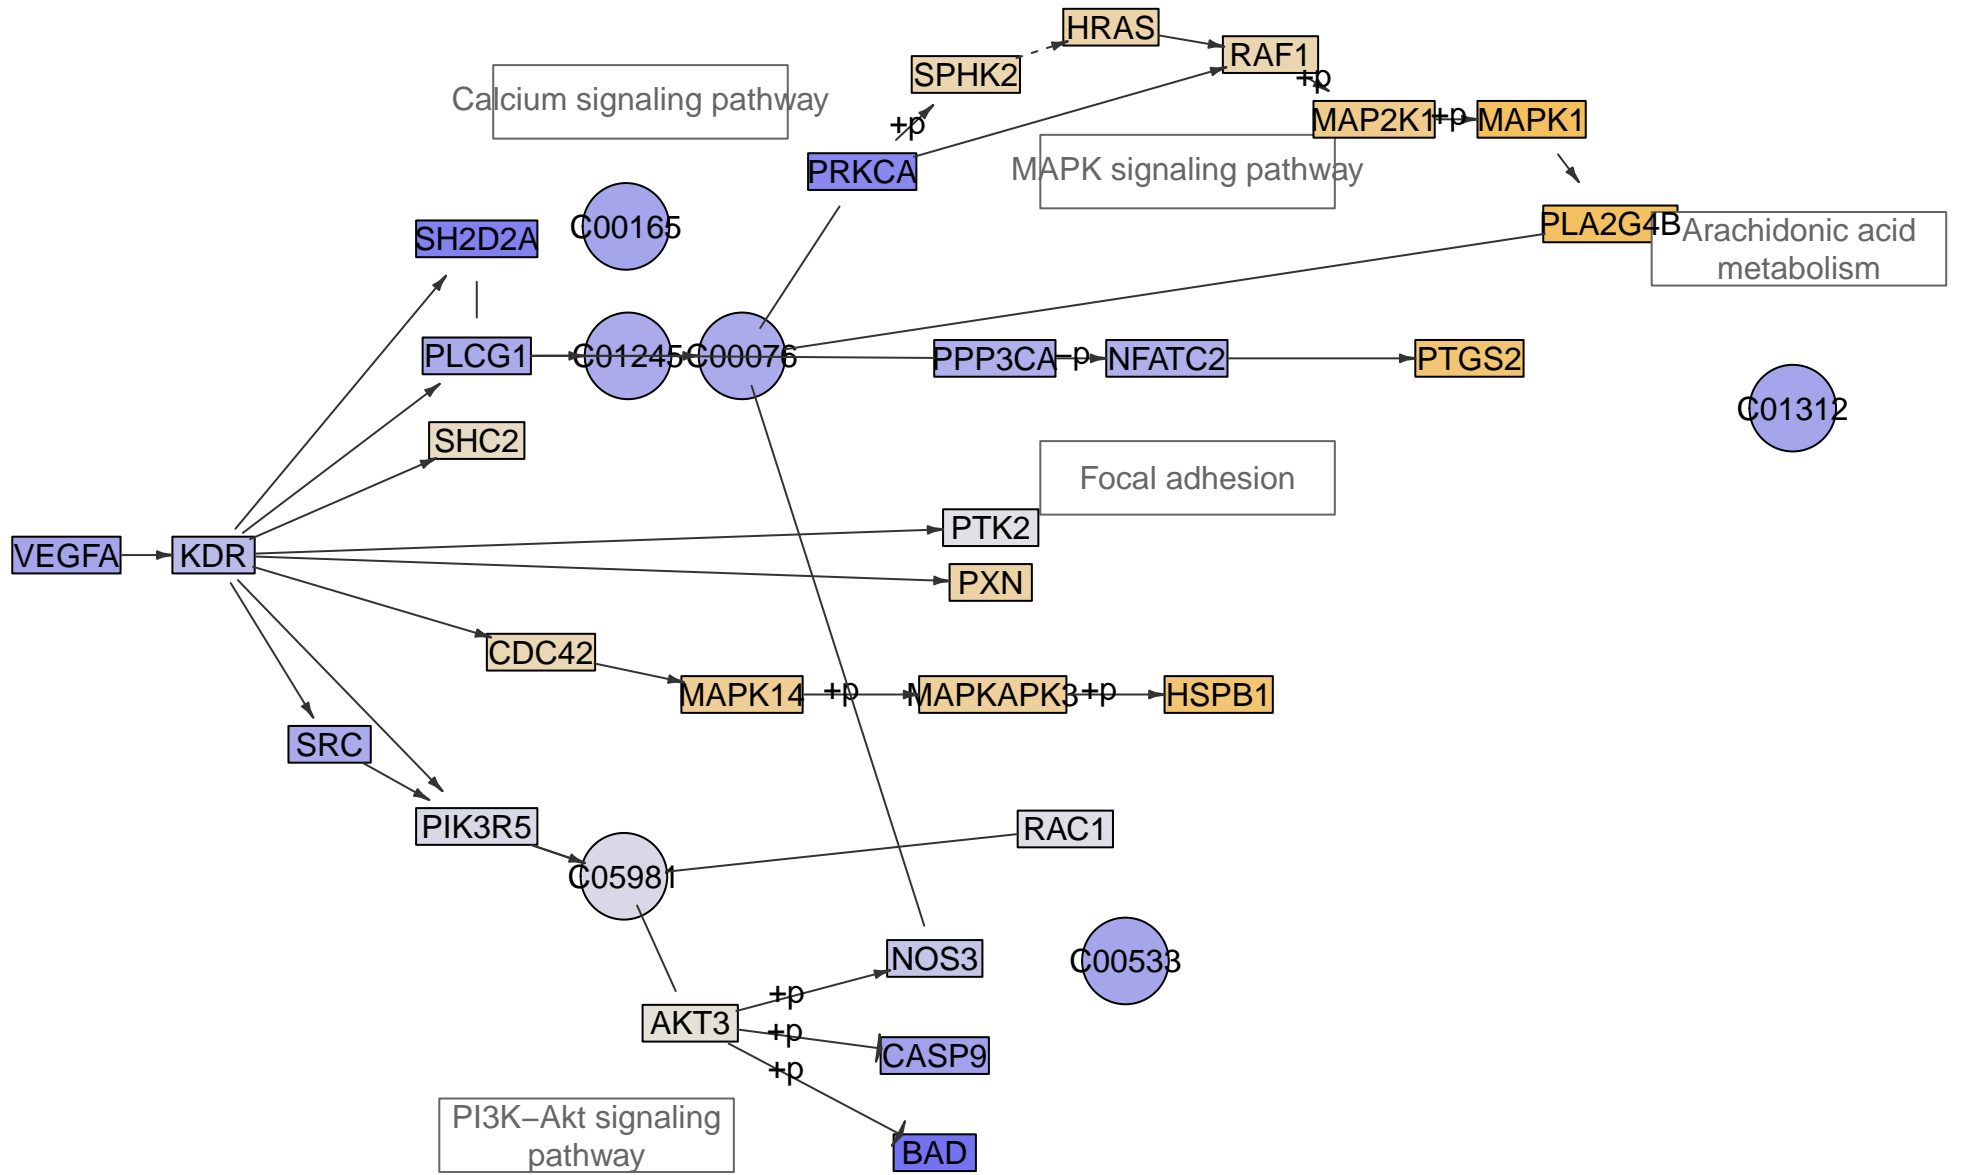 HRAS
RAF1
SPHK2
+p
Calcium signaling pathway
+p
MAP2K1
+p
MAPK1
PRKCA
MAPK signaling pathway
C00165
SH2D2A
PLA2G4B
Arachidonic acid
metabolism
PLCG1
C01245
C00076
PPP3CA
−p
NFATC2
PTGS2
C01312
SHC2
Focal adhesion
PTK2
VEGFA
KDR
PXN
CDC42
MAPK14
+p
MAPKAPK3
+p
HSPB1
SRC
PIK3R5
RAC1
C05981
NOS3
C00533
+p
AKT3
+p
CASP9
+p
PI3K−Akt signaling
pathway
BAD